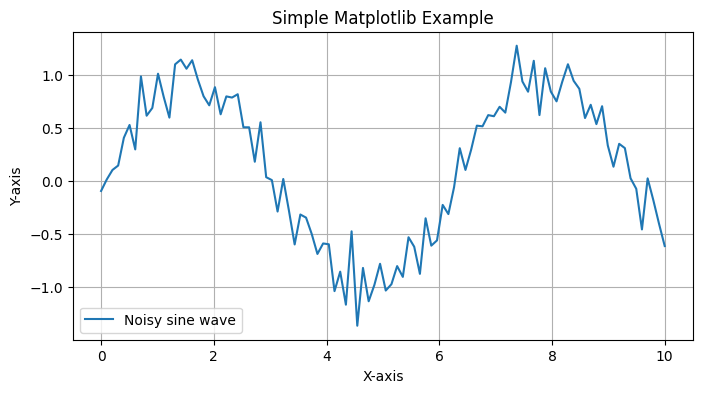 Simple Matplotlib Example
Y-axis
1.0
0.5
0.0
−0.5
−1.0
Noisy sine wave
0 2 4 6 8 10
X-axis